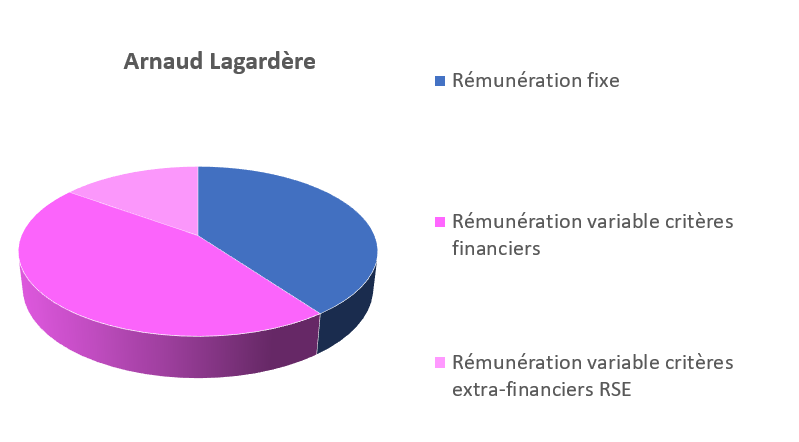 Arnaud Lagardère
Rémunération fixe
Rémunération variable critères
financiers
Rémunération variable critères
extra-financiers RSE